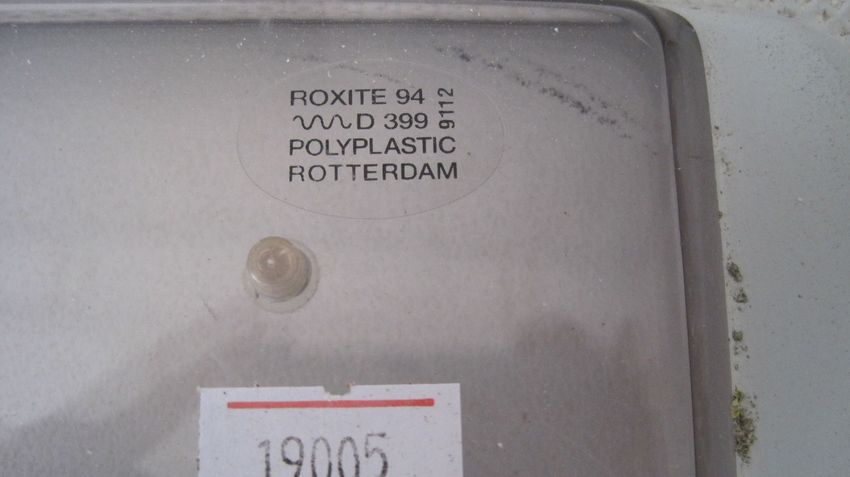 ROXITE 94
D 399
9112
POLYPLASTIC
ROTTERDAM
19005